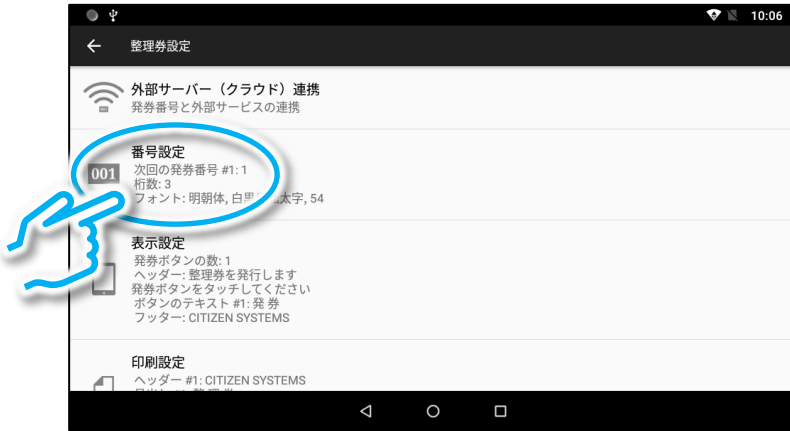 10:06
整理券設定
外部サーバー（クラウド）連携
発券番号と外部サービスの連携
番号設定
001
次回の発券番号 #1: 1
桁数: 3
フォント: 明朝体, 白黒 太字, 54
表示設定
発券ボタンの数: 1
ヘッダー: 整理券を発行します
発券ボタンをタッチしてください
ボタンのテキスト #1: 発 券
フッター: CITIZEN SYSTEMS
印刷設定
ヘッダー #1: CITIZEN SYSTEMS